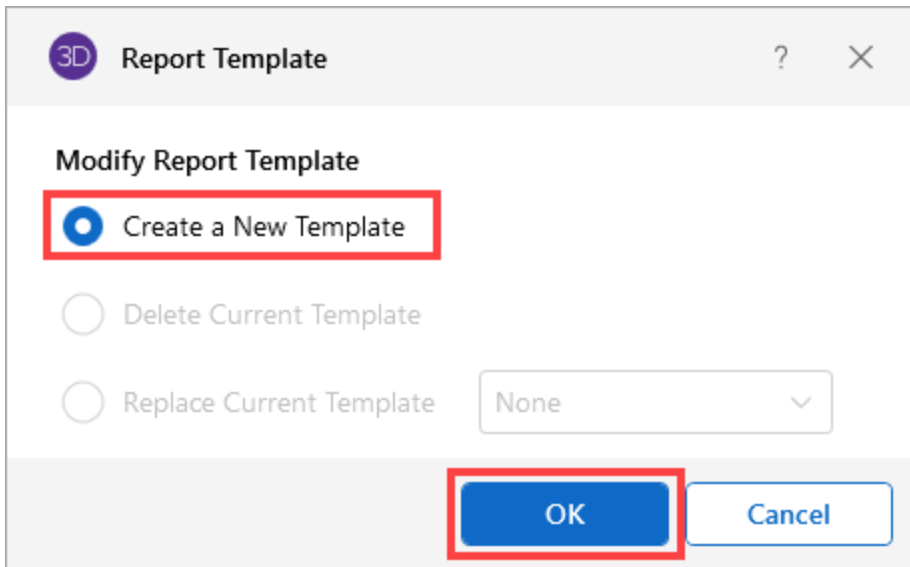 3D Report Template ?
Modify Report Template
Create a New Template
Delete Current Template
Replace Current Template None
OK Cancel